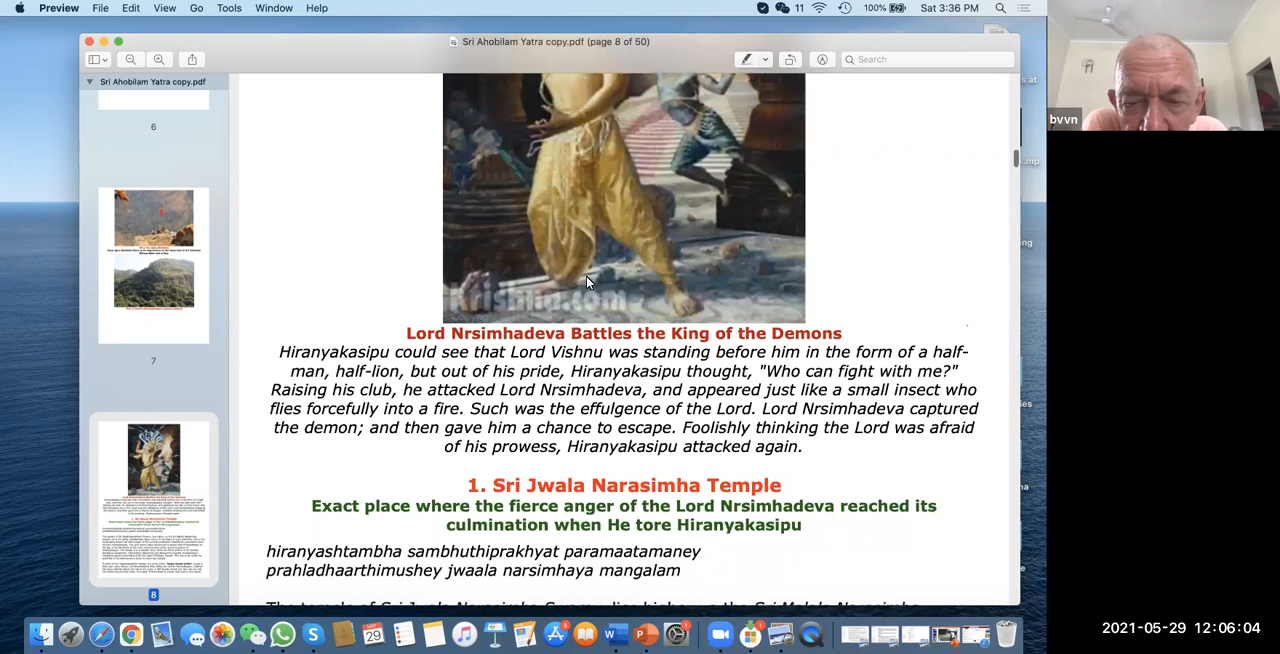 Preview File Edit View Go Tools Window Help
11 100% Sat 3:36 PM
Sri Ahobilam Yatra copy.pdf (page 8 of 50)
Search
Sri Ahobilam Yatra copy.pdf
6
7
8
bvvn
Krishna.com
Lord Nrsimhadeva Battles the King of the Demons
Hiranyakasipu could see that Lord Vishnu was standing before him in the form of a half-
man, half-lion, but out of his pride, Hiranyakasipu thought, "Who can fight with me?"
Raising his club, he attacked Lord Nrsimhadeva, and appeared just like a small insect who
flies forcefully into a fire. Such was the effulgence of the Lord. Lord Nrsimhadeva captured
the demon; and then gave him a chance to escape. Foolishly thinking the Lord was afraid
of his prowess, Hiranyakasipu attacked again.
1. Sri Jwala Narasimha Temple
Exact place where the fierce anger of the Lord Nrsimhadeva reached its
culmination when He tore Hiranyakasipu
hiranyashtambha sambhuthiprakhyat paramaatamaney
prahladhaarthimushey jwaala narsimhaya mangalam
29
2021-05-29 12:06:04